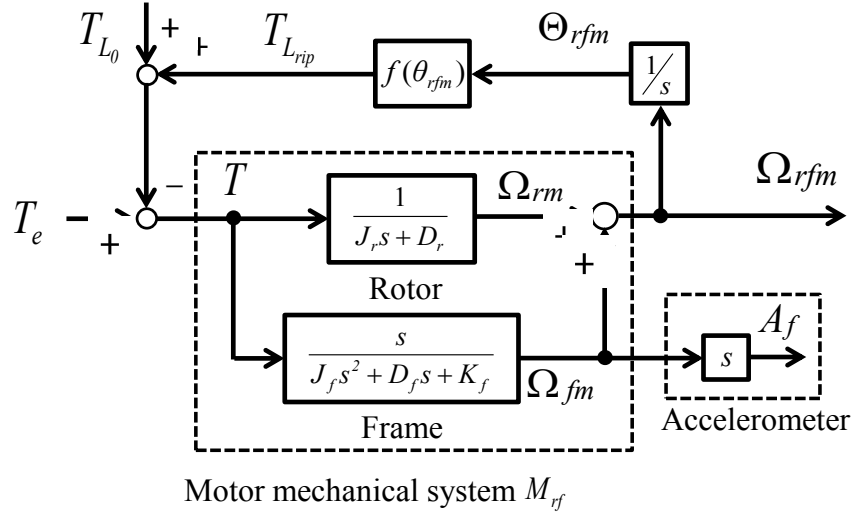 T_{L_0} + + T_{L_{rip}} f(θ_{rfm}) Θ_{rfm} 1/s
T_e + − T
1 / (J_r s + D_r)
Rotor
Ω_{rm} + Ω_{rfm}
s / (J_f s^2 + D_f s + K_f)
Frame
Ω_{fm}
s A_f
Accelerometer
Motor mechanical system M_{rf}